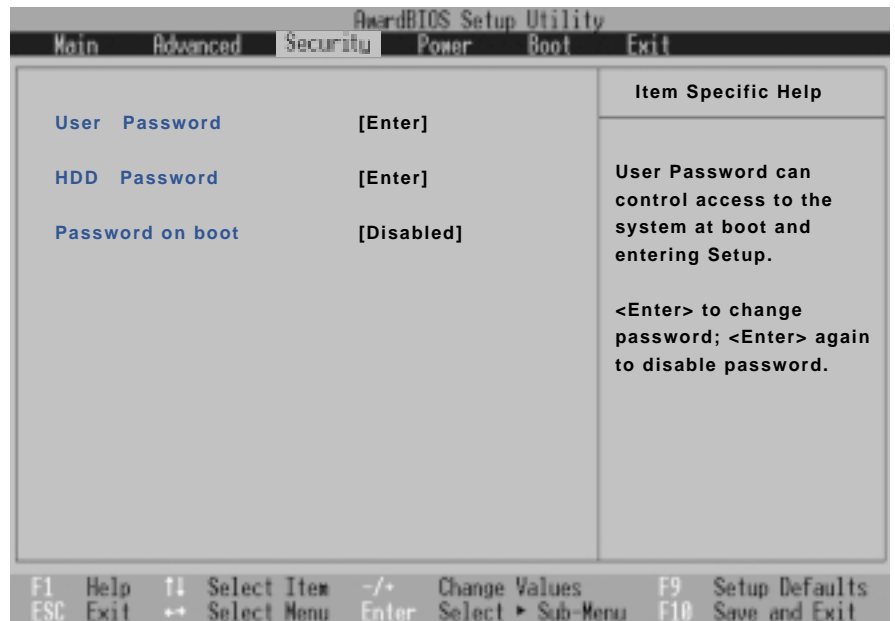 AwardBIOS Setup Utility
Main Advanced Security Power Boot Exit
Item Specific Help
User Password [Enter]
HDD Password [Enter]
Password on boot [Disabled]
User Password can
control access to the
system at boot and
entering Setup.
<Enter> to change
password; <Enter> again
to disable password.
F1 Help ↑↓ Select Item -/+ Change Values F9 Setup Defaults
ESC Exit ←→ Select Menu Enter Select ► Sub-Menu F10 Save and Exit